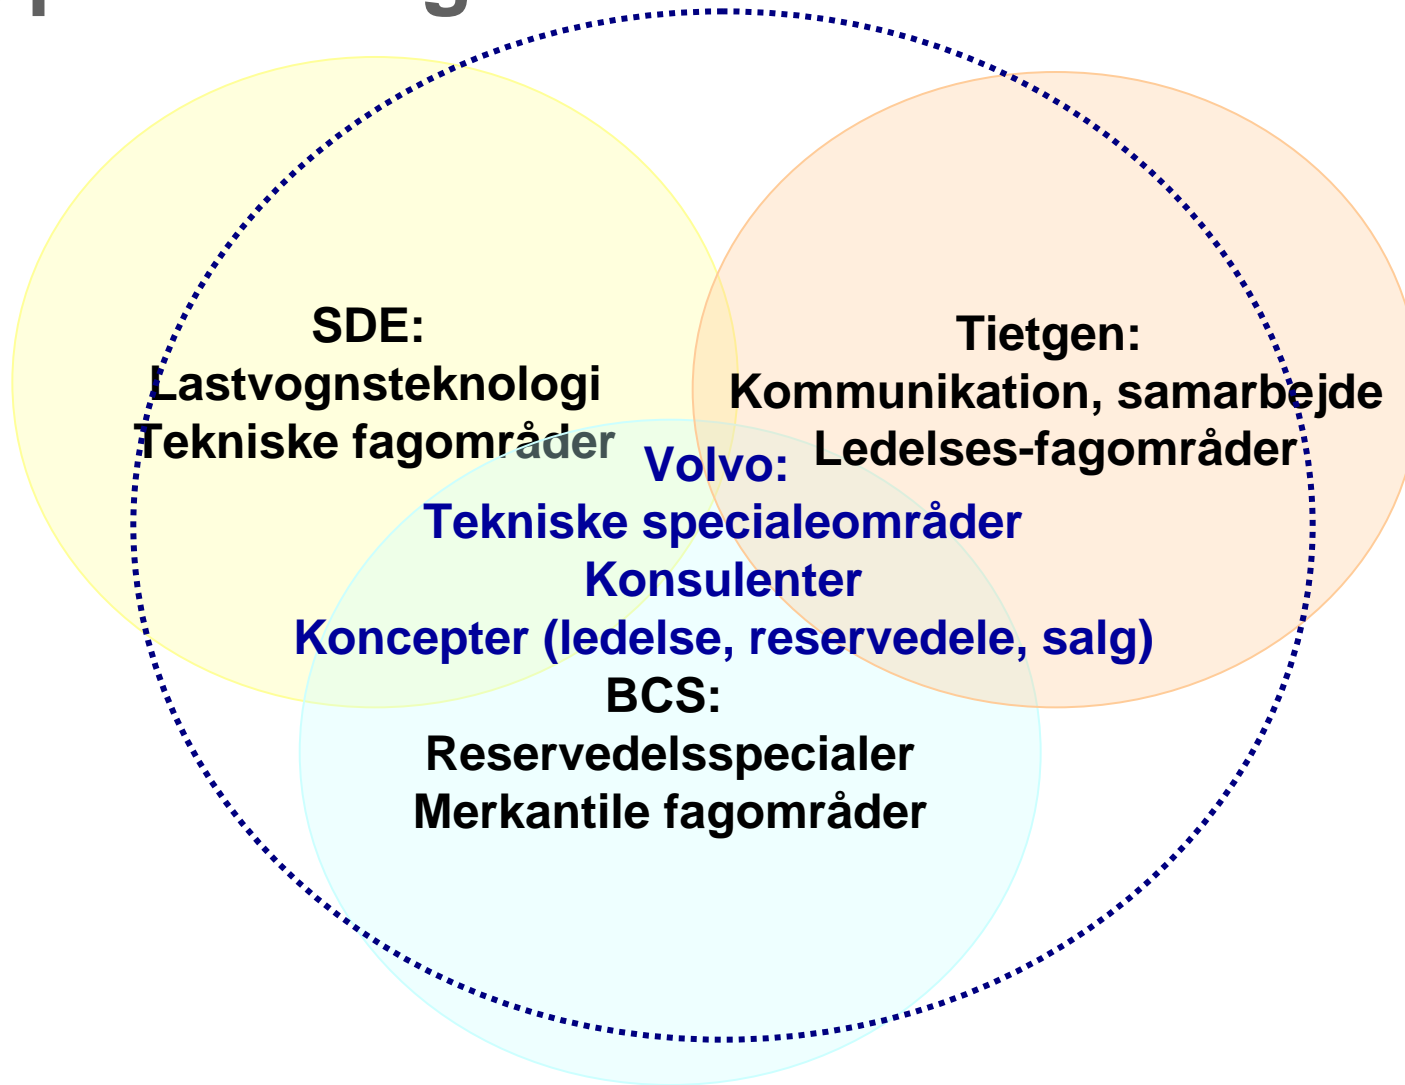 SDE:
Lastvognsteknologi
Tekniske fagområder
Tietgen:
Kommunikation, samarbejde
Ledelses-fagområder
Volvo:
Tekniske specialeområder
Konsulenter
Koncepter (ledelse, reservedele, salg)
BCS:
Reservedelsspecialer
Merkantile fagområder